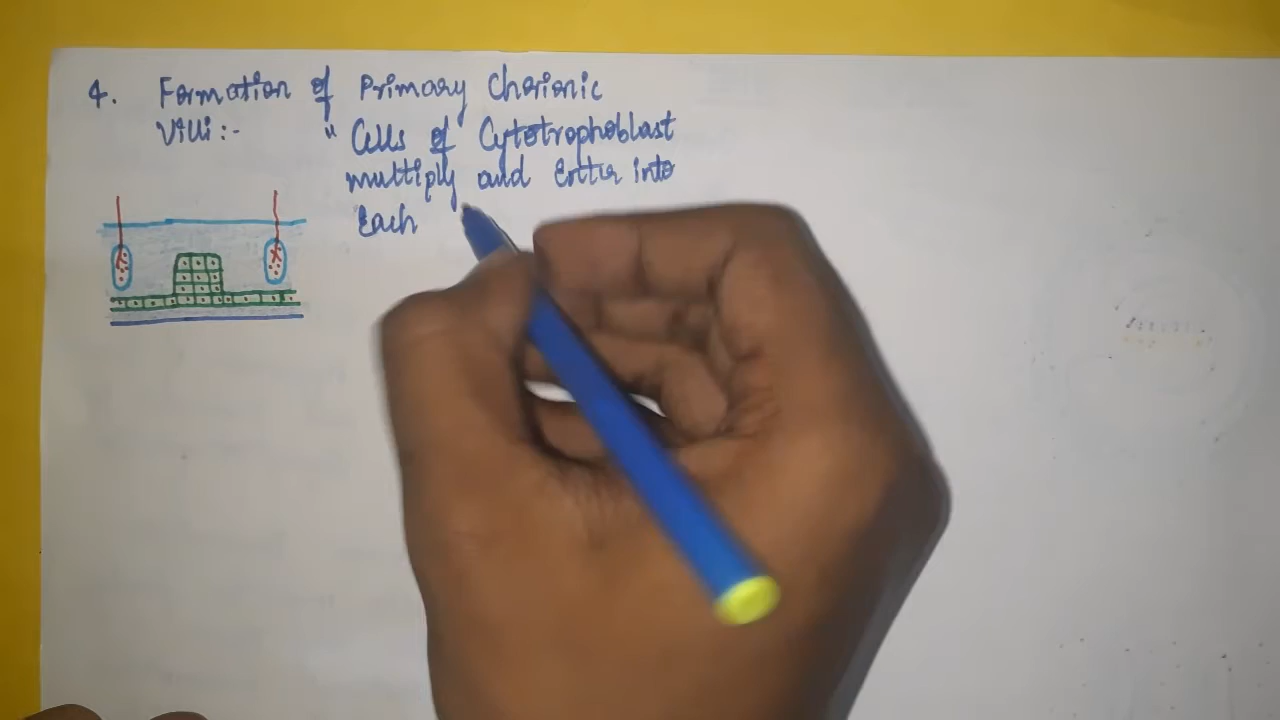 4. Formation of Primary Chorionic
Villi:- " Cells of Cytotrophoblast
multiply and Enter into
Each